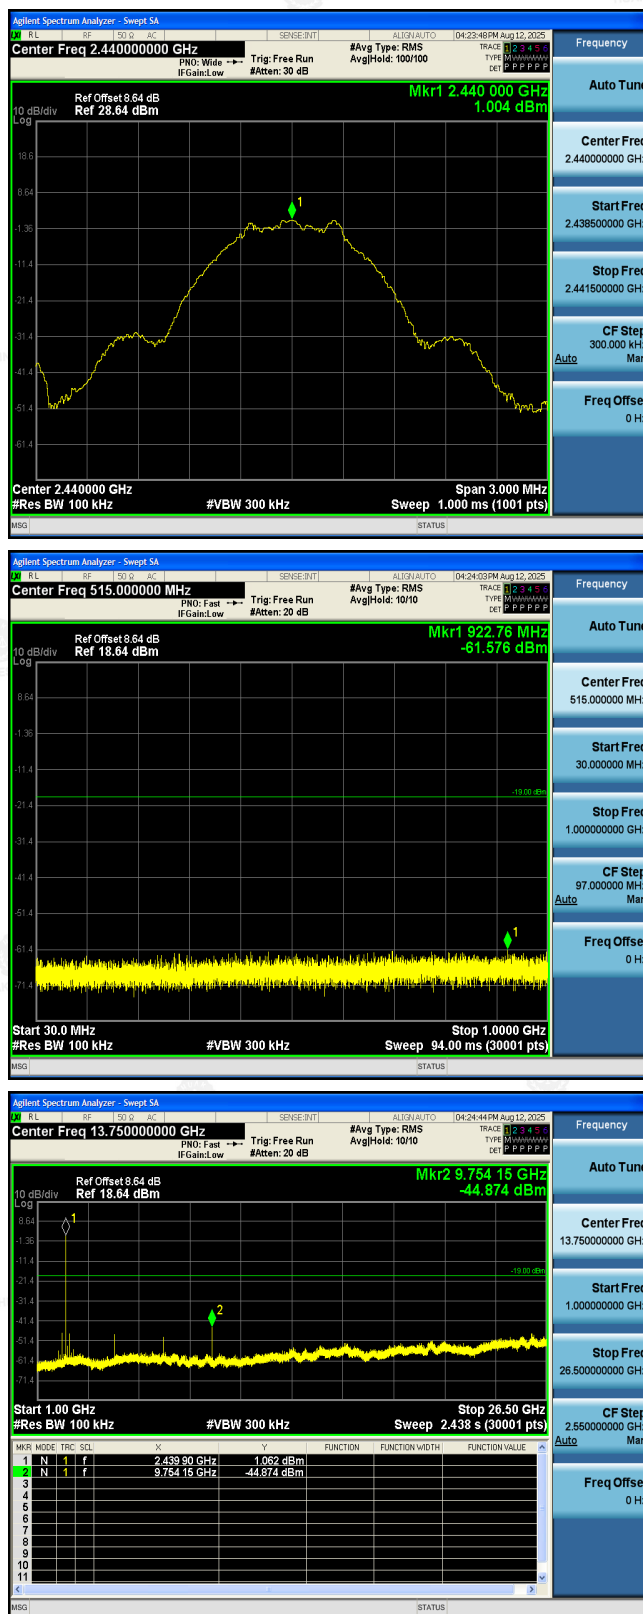 Agilent Spectrum Analyzer - Swept SA
LXI RL RF 50 Ω AC SENSE:INT ALIGNAUTO 04:23:48PM Aug 12, 2025
Center Freq 2.440000000 GHz
PNO: Wide
IFGain:Low
Trig: Free Run
#Atten: 30 dB
#Avg Type: RMS
Avg|Hold: 100/100
TRACE 1 2 3 4 5 6
TYPE M
DET P P P P P P
Frequency
Ref Offset 8.64 dB
10 dB/div Ref 28.64 dBm
Log
Mkr1 2.440 000 GHz
1.004 dBm
18.6
8.64
-1.36
-11.4
-21.4
-31.4
-41.4
-51.4
-61.4
1
Auto Tune
Center Freq
2.440000000 GHz
Start Freq
2.438500000 GHz
Stop Freq
2.441500000 GHz
CF Step
300.000 kHz
Auto Man
Freq Offset
0 Hz
Center 2.440000 GHz Span 3.000 MHz
#Res BW 100 kHz #VBW 300 kHz Sweep 1.000 ms (1001 pts)
MSG STATUS
Agilent Spectrum Analyzer - Swept SA
LXI RL RF 50 Ω AC SENSE:INT ALIGNAUTO 04:24:03PM Aug 12, 2025
Center Freq 515.000000 MHz
PNO: Fast
IFGain:Low
Trig: Free Run
#Atten: 20 dB
#Avg Type: RMS
Avg|Hold: 10/10
TRACE 1 2 3 4 5 6
TYPE M
DET P P P P P P
Frequency
Ref Offset 8.64 dB
10 dB/div Ref 18.64 dBm
Log
Mkr1 922.76 MHz
-61.576 dBm
8.64
-1.36
-11.4
-21.4
-31.4
-41.4
-51.4
-61.4
-71.4
-19.00 dBm
1
Auto Tune
Center Freq
515.000000 MHz
Start Freq
30.000000 MHz
Stop Freq
1.000000000 GHz
CF Step
97.000000 MHz
Auto Man
Freq Offset
0 Hz
Start 30.0 MHz Stop 1.0000 GHz
#Res BW 100 kHz #VBW 300 kHz Sweep 94.00 ms (30001 pts)
MSG STATUS
Agilent Spectrum Analyzer - Swept SA
LXI RL RF 50 Ω AC SENSE:INT ALIGNAUTO 04:24:44PM Aug 12, 2025
Center Freq 13.750000000 GHz
PNO: Fast
IFGain:Low
Trig: Free Run
#Atten: 20 dB
#Avg Type: RMS
Avg|Hold: 10/10
TRACE 1 2 3 4 5 6
TYPE M
DET P P P P P P
Frequency
Ref Offset 8.64 dB
10 dB/div Ref 18.64 dBm
Log
Mkr2 9.754 15 GHz
-44.874 dBm
8.64
-1.36
-11.4
-21.4
-31.4
-41.4
-51.4
-61.4
-71.4
-19.00 dBm
1
2
Auto Tune
Center Freq
13.750000000 GHz
Start Freq
1.000000000 GHz
Stop Freq
26.500000000 GHz
CF Step
2.550000000 GHz
Auto Man
Freq Offset
0 Hz
Start 1.00 GHz Stop 26.50 GHz
#Res BW 100 kHz #VBW 300 kHz Sweep 2.438 s (30001 pts)
MKR MODE TRC SCL X Y FUNCTION FUNCTION WIDTH FUNCTION VALUE
1 N 1 f 2.439 90 GHz 1.062 dBm
2 N 1 f 9.754 15 GHz -44.874 dBm
3
4
5
6
7
8
9
10
11
MSG STATUS